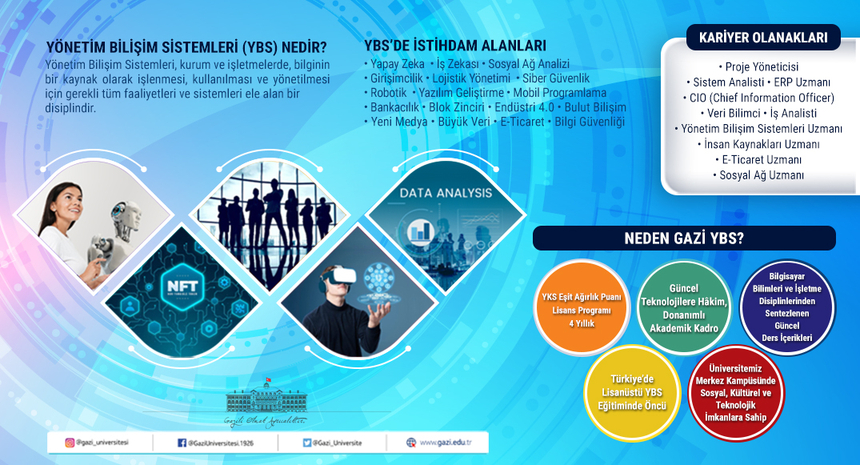 YÖNETİM BİLİŞİM SİSTEMLERİ (YBS) NEDİR?
Yönetim Bilişim Sistemleri, kurum ve işletmelerde, bilginin
bir kaynak olarak işlenmesi, kullanılması ve yönetilmesi
için gerekli tüm faaliyetleri ve sistemleri ele alan bir
disiplindir.
YBS'DE İSTİHDAM ALANLARI
• Yapay Zeka • İş Zekası • Sosyal Ağ Analizi
• Girişimcilik • Lojistik Yönetimi • Siber Güvenlik
• Robotik • Yazılım Geliştirme • Mobil Programlama
• Bankacılık • Blok Zinciri • Endüstri 4.0 • Bulut Bilişim
• Yeni Medya • Büyük Veri • E-Ticaret • Bilgi Güvenliği
KARİYER OLANAKLARI
• Proje Yöneticisi
• Sistem Analisti • ERP Uzmanı
• CIO (Chief Information Officer)
• Veri Bilimci • İş Analisti
• Yönetim Bilişim Sistemleri Uzmanı
• İnsan Kaynakları Uzmanı
• E-Ticaret Uzmanı
• Sosyal Ağ Uzmanı
DATA ANALYSIS
NFT
NEDEN GAZİ YBS?
YKS Eşit Ağırlık Puanı
Lisans Programı
4 Yıllık
Güncel
Teknolojilere Hâkim,
Donanımlı
Akademik Kadro
Bilgisayar
Bilimleri ve İşletme
Disiplinlerinden
Sentezlenen
Güncel
Ders İçerikleri
Türkiye'de
Lisanüstü YBS
Eğitiminde Öncü
Üniversitemiz
Merkez Kampüsünde
Sosyal, Kültürel ve
Teknolojik
İmkanlara Sahip
Gazili Olmak Ayrıcalıktır
@gazi_universitesi
@GaziUniversitesi.1926
@Gazi_Universite
www.gazi.edu.tr